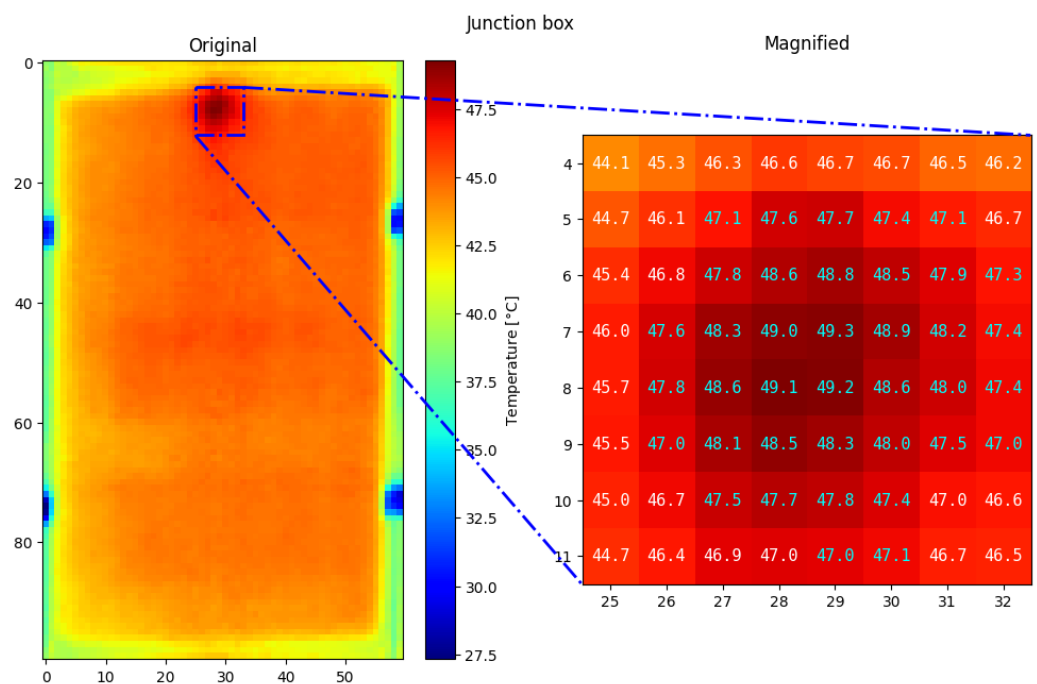 Junction box
Original
Magnified
0
20
40
60
80
0 10 20 30 40 50
47.5
45.0
42.5
40.0
37.5
35.0
32.5
30.0
27.5
Temperature [°C]
4 44.1 45.3 46.3 46.6 46.7 46.7 46.5 46.2
5 44.7 46.1 47.1 47.6 47.7 47.4 47.1 46.7
6 45.4 46.8 47.8 48.6 48.8 48.5 47.9 47.3
7 46.0 47.6 48.3 49.0 49.3 48.9 48.2 47.4
8 45.7 47.8 48.6 49.1 49.2 48.6 48.0 47.4
9 45.5 47.0 48.1 48.5 48.3 48.0 47.5 47.0
10 45.0 46.7 47.5 47.7 47.8 47.4 47.0 46.6
11 44.7 46.4 46.9 47.0 47.0 47.1 46.7 46.5
25 26 27 28 29 30 31 32